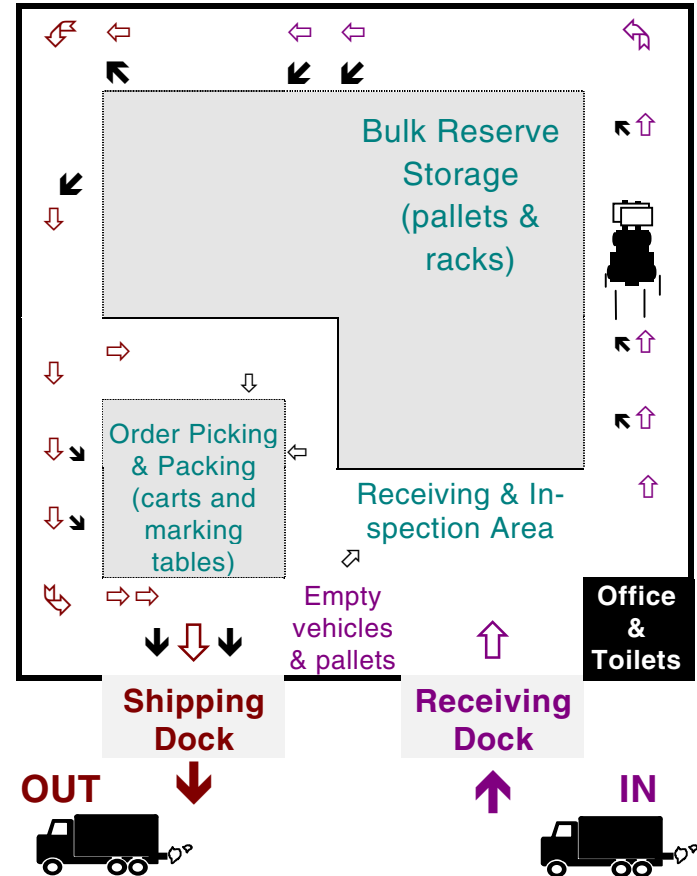 Bulk Reserve
Storage
(pallets &
racks)
Order Picking
& Packing
(carts and
marking
tables)
Receiving & In-
spection Area
Empty
vehicles
& pallets
Office
&
Toilets
Shipping
Dock
Receiving
Dock
OUT
IN